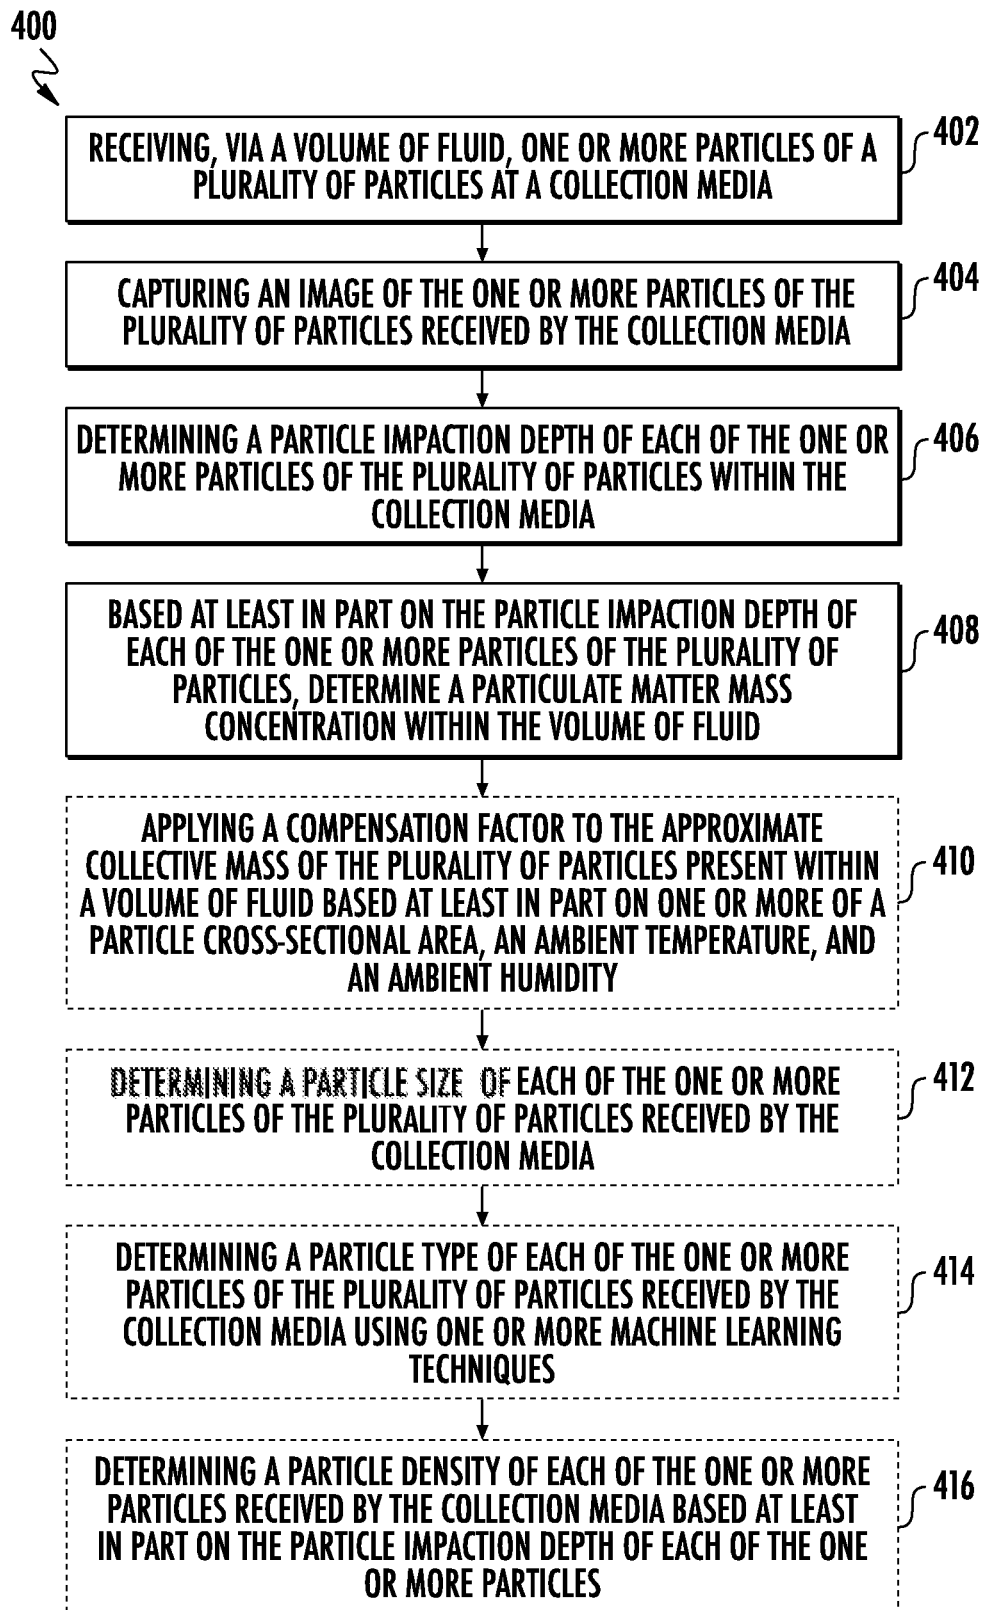 400
RECEIVING, VIA A VOLUME OF FLUID, ONE OR MORE PARTICLES OF A
PLURALITY OF PARTICLES AT A COLLECTION MEDIA
402
CAPTURING AN IMAGE OF THE ONE OR MORE PARTICLES OF THE
PLURALITY OF PARTICLES RECEIVED BY THE COLLECTION MEDIA
404
DETERMINING A PARTICLE IMPACTION DEPTH OF EACH OF THE ONE OR
MORE PARTICLES OF THE PLURALITY OF PARTICLES WITHIN THE
COLLECTION MEDIA
406
BASED AT LEAST IN PART ON THE PARTICLE IMPACTION DEPTH OF
EACH OF THE ONE OR MORE PARTICLES OF THE PLURALITY OF
PARTICLES, DETERMINE A PARTICULATE MATTER MASS
CONCENTRATION WITHIN THE VOLUME OF FLUID
408
APPLYING A COMPENSATION FACTOR TO THE APPROXIMATE
COLLECTIVE MASS OF THE PLURALITY OF PARTICLES PRESENT WITHIN
A VOLUME OF FLUID BASED AT LEAST IN PART ON ONE OR MORE OF A
PARTICLE CROSS-SECTIONAL AREA, AN AMBIENT TEMPERATURE, AND
AN AMBIENT HUMIDITY
410
DETERMINING A PARTICLE SIZE OF EACH OF THE ONE OR MORE
PARTICLES OF THE PLURALITY OF PARTICLES RECEIVED BY THE
COLLECTION MEDIA
412
DETERMINING A PARTICLE TYPE OF EACH OF THE ONE OR MORE
PARTICLES OF THE PLURALITY OF PARTICLES RECEIVED BY THE
COLLECTION MEDIA USING ONE OR MORE MACHINE LEARNING
TECHNIQUES
414
DETERMINING A PARTICLE DENSITY OF EACH OF THE ONE OR MORE
PARTICLES RECEIVED BY THE COLLECTION MEDIA BASED AT LEAST
IN PART ON THE PARTICLE IMPACTION DEPTH OF EACH OF THE ONE
OR MORE PARTICLES
416